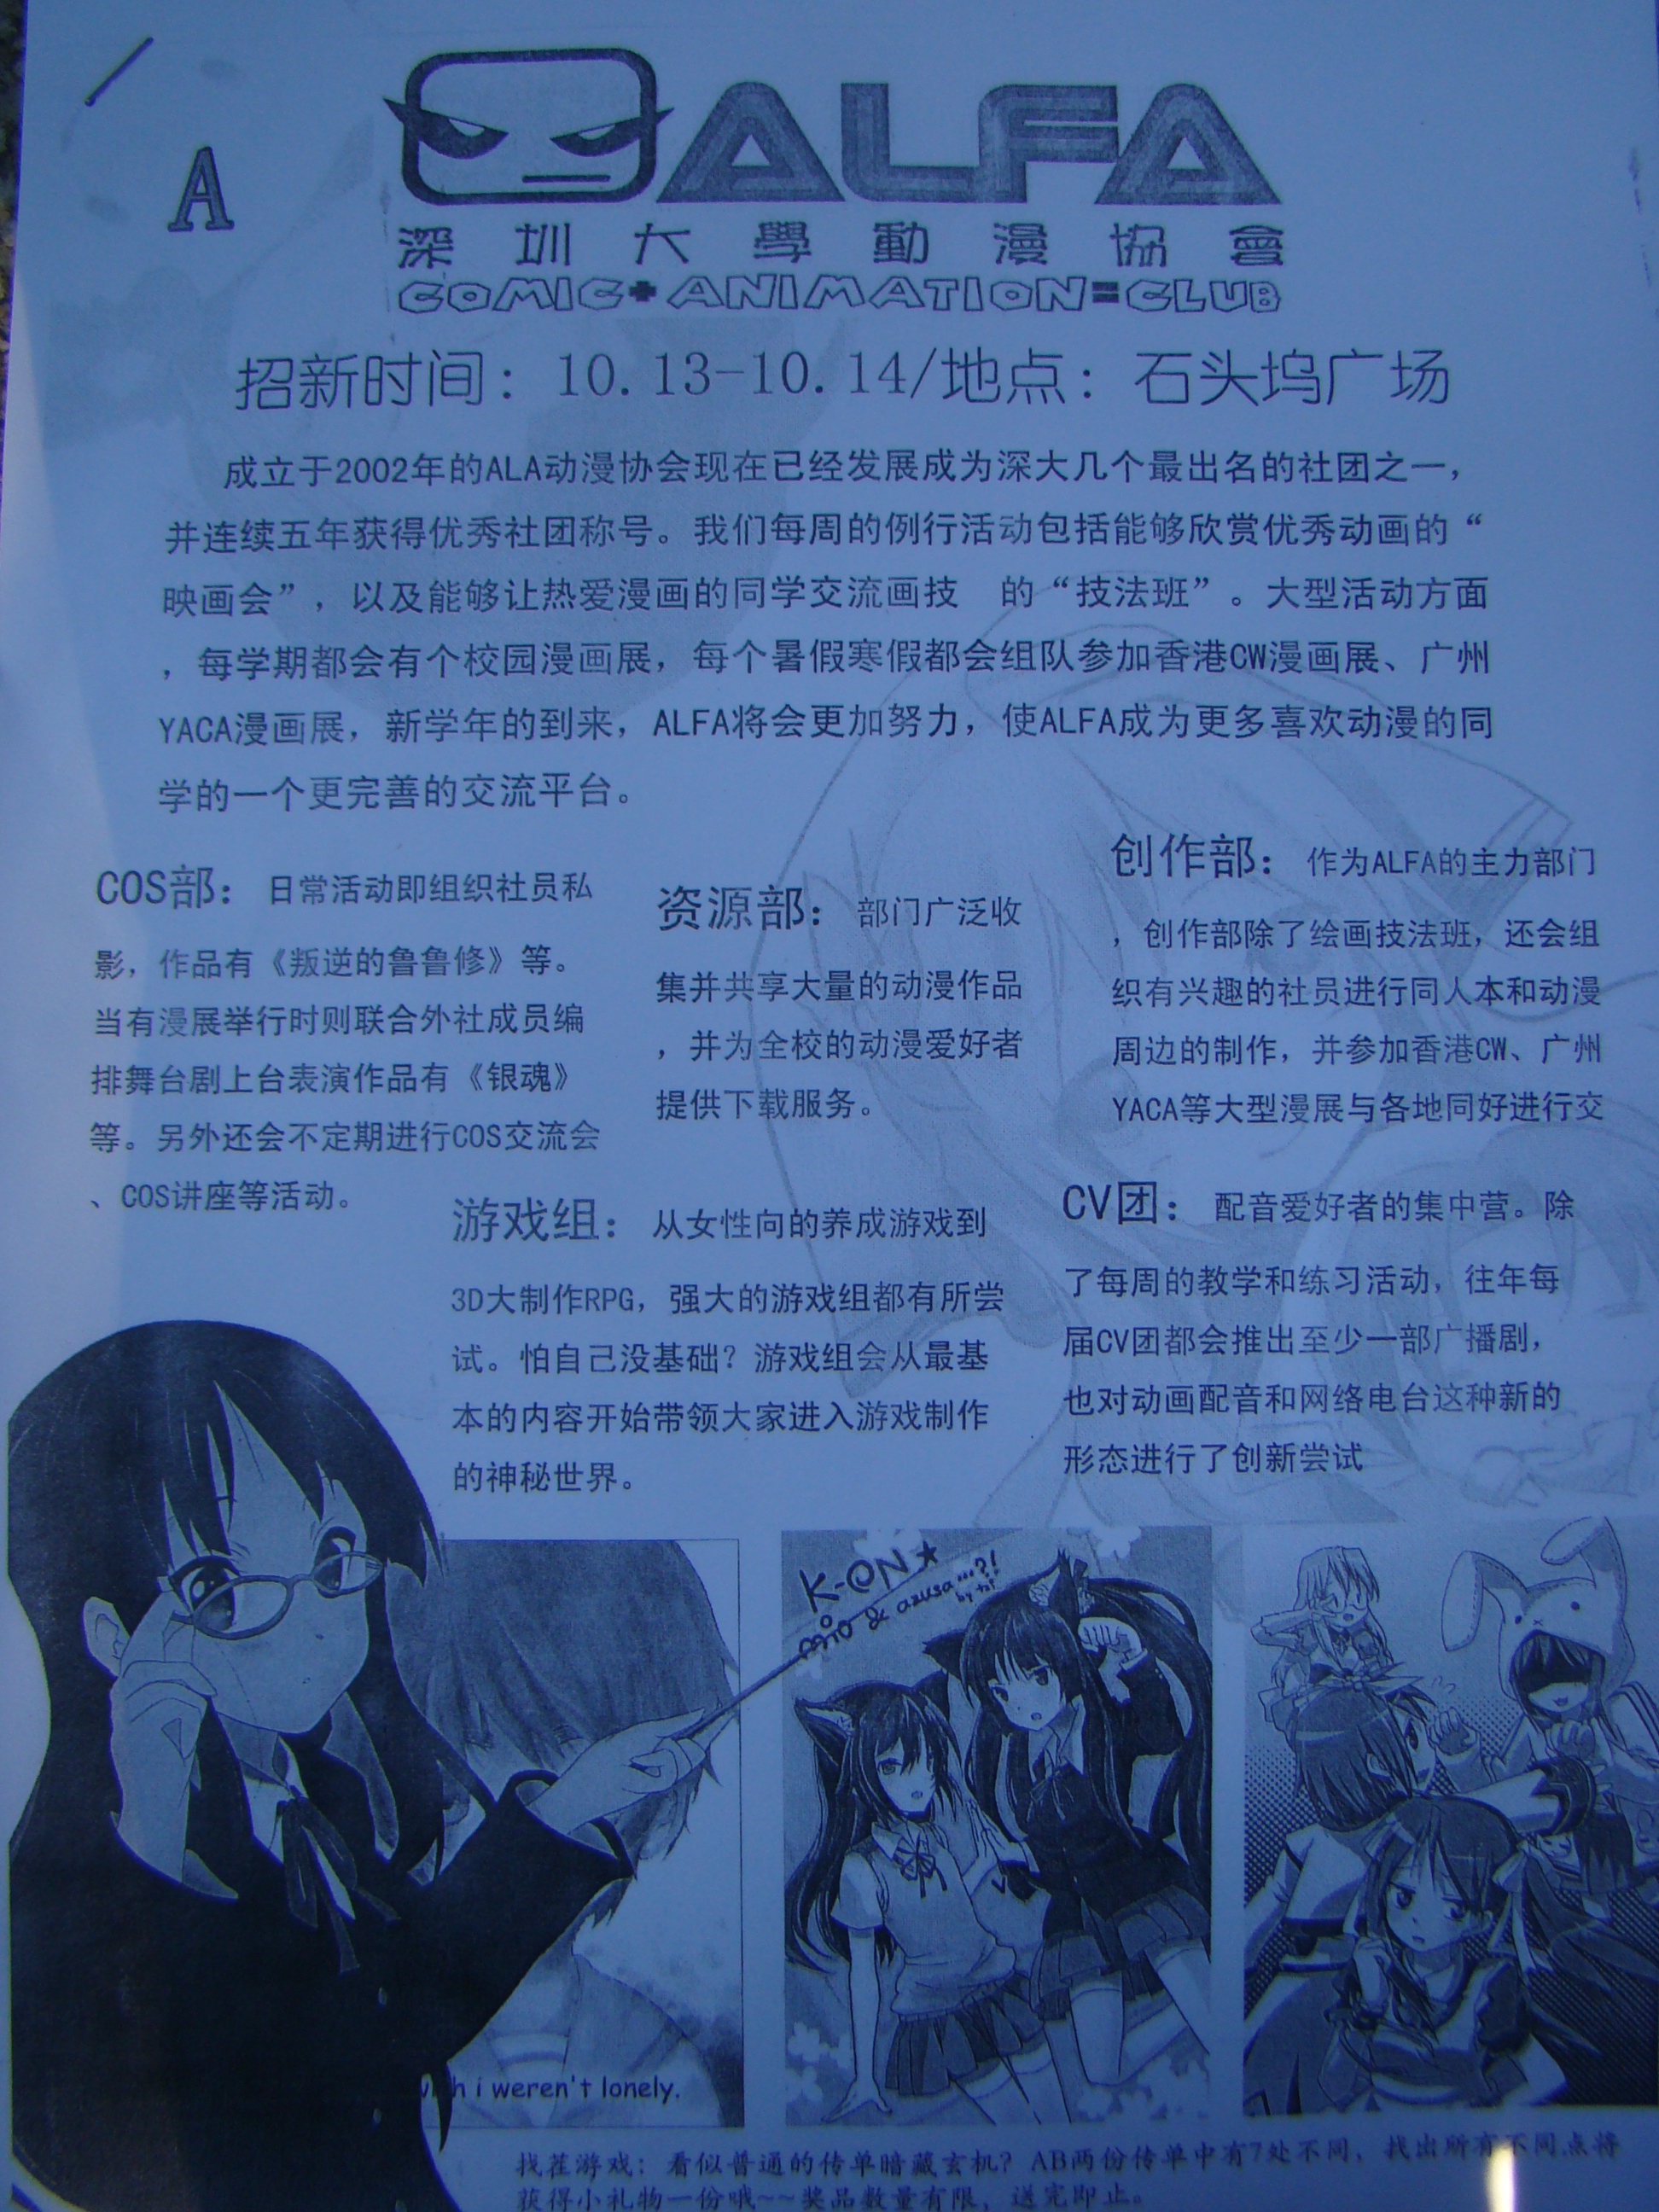 A
ALFA
深圳大學動漫協會
COMIC+ANIMATION=CLUB
招新时间：10.13-10.14/地点：石头坞广场
成立于2002年的ALA动漫协会现在已经发展成为深大几个最出名的社团之一，
并连续五年获得优秀社团称号。我们每周的例行活动包括能够欣赏优秀动画的“
映画会”，以及能够让热爱漫画的同学交流画技 的“技法班”。大型活动方面
，每学期都会有个校园漫画展，每个暑假寒假都会组队参加香港CW漫画展、广州
YACA漫画展，新学年的到来，ALFA将会更加努力，使ALFA成为更多喜欢动漫的同
学的一个更完善的交流平台。
COS部：日常活动即组织社员私
影，作品有《叛逆的鲁鲁修》等。
当有漫展举行时则联合外社成员编
排舞台剧上台表演作品有《银魂》
等。另外还会不定期进行COS交流会
、COS讲座等活动。
资源部：部门广泛收
集并共享大量的动漫作品
，并为全校的动漫爱好者
提供下载服务。
创作部：作为ALFA的主力部门
，创作部除了绘画技法班，还会组
织有兴趣的社员进行同人本和动漫
周边的制作，并参加香港CW、广州
YACA等大型漫展与各地同好进行交
游戏组：从女性向的养成游戏到
3D大制作RPG，强大的游戏组都有所尝
试。怕自己没基础？游戏组会从最基
本的内容开始带领大家进入游戏制作
的神秘世界。
CV团：配音爱好者的集中营。除
了每周的教学和练习活动，往年每
届CV团都会推出至少一部广播剧，
也对动画配音和网络电台这种新的
形态进行了创新尝试
K-ON★
mio & azusa...?!
i weren't lonely.
找茬游戏：看似普通的传单暗藏玄机？AB两份传单中有7处不同，找出所有不同点将
获得小礼物一份哦~~奖品数量有限，送完即止。